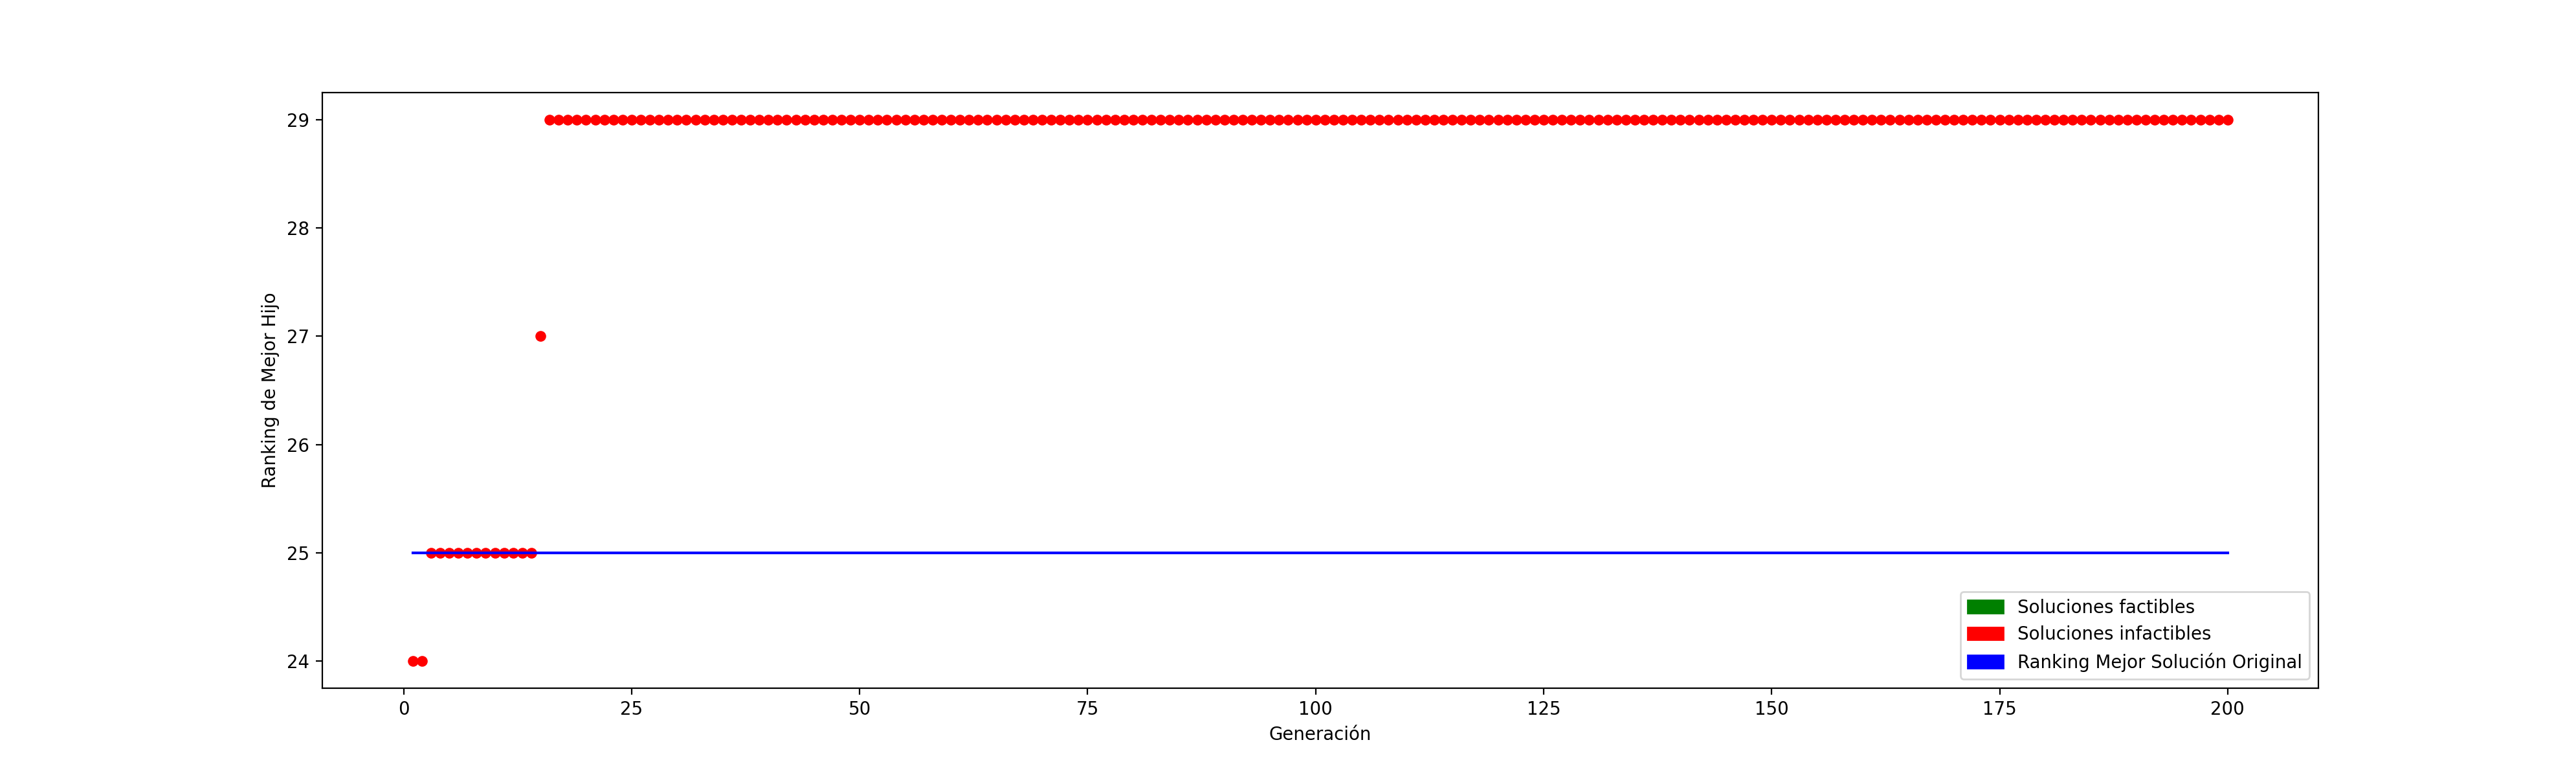 29
28
27
26
25
24
Ranking de Mejor Hijo
0 25 50 75 100 125 150 175 200
Generación
Soluciones factibles
Soluciones infactibles
Ranking Mejor Solución Original